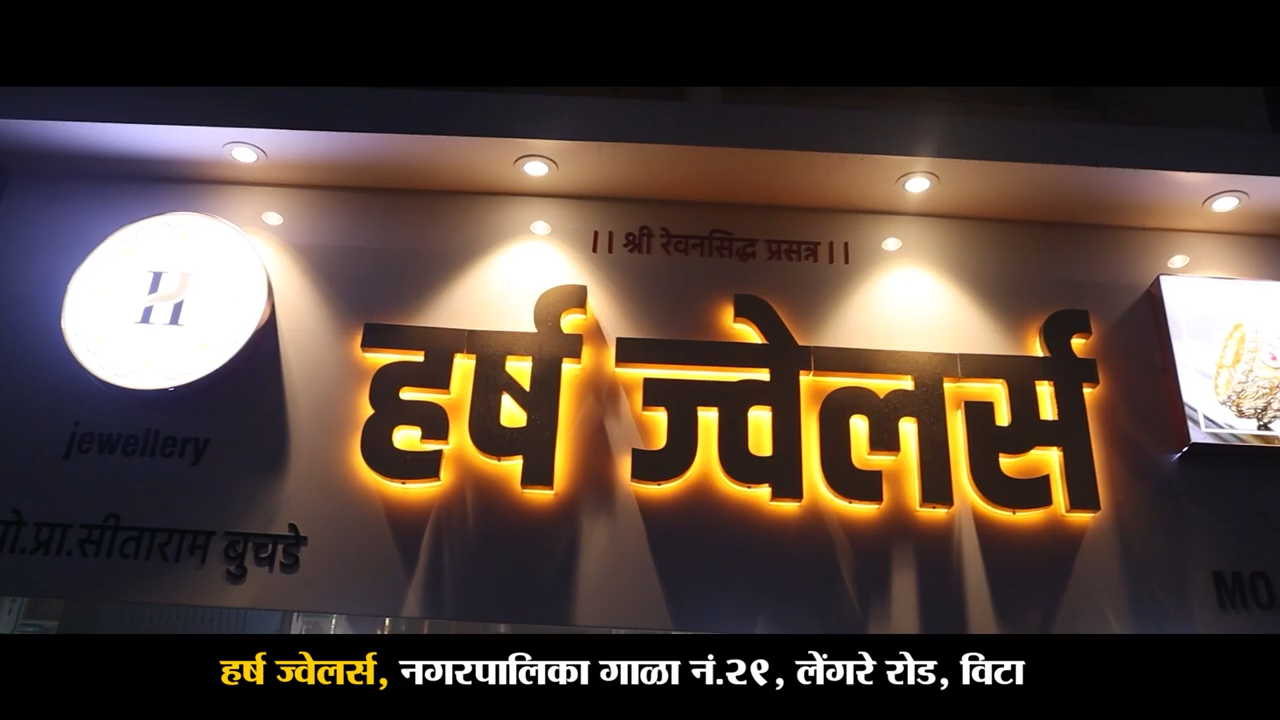 || श्री रेवनसिद्ध प्रसन्न ||
H
हर्ष ज्वेलर्स
jewellery
प्रो.प्रा.सीताराम बुचडे
हर्ष ज्वेलर्स, नगरपालिका गाळा नं.२९, लेंगरे रोड, विटा